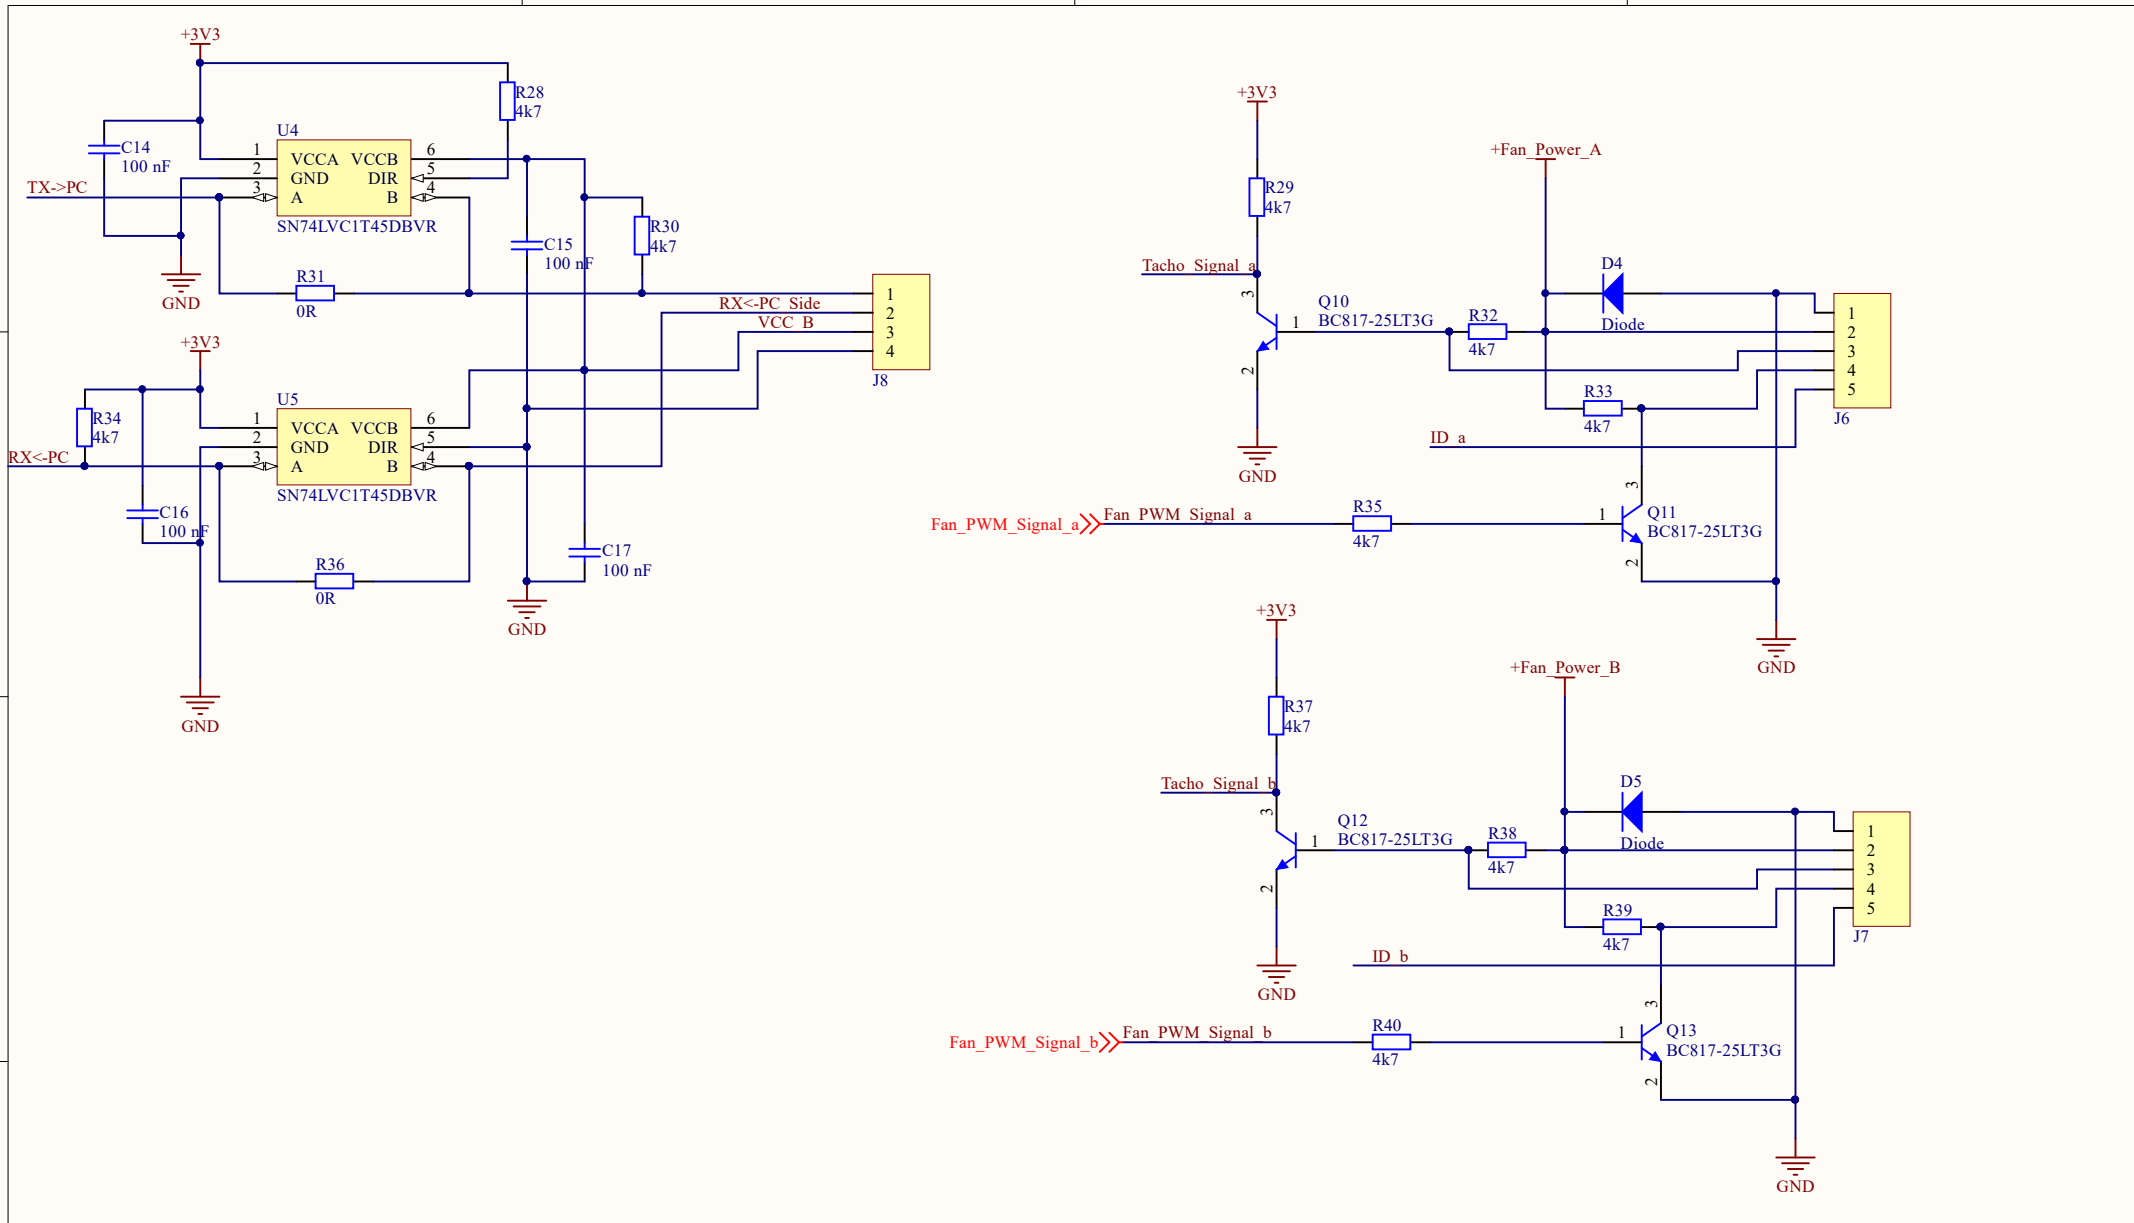 +3V3
R28
4k7
C14
100 nF
U4
1
2
3
VCCA
GND
A
VCCB
DIR
B
6
5
4
SN74LVC1T45DBVR
TX->PC
GND
R31
0R
C15
100 nF
R30
4k7
RX<-PC_Side
VCC_B
1
2
3
4
J8
+3V3
R34
4k7
RX<-PC
U5
1
2
3
VCCA
GND
A
VCCB
DIR
B
6
5
4
SN74LVC1T45DBVR
C16
100 nF
R36
0R
C17
100 nF
GND
GND
+3V3
R29
4k7
Tacho_Signal_a
3
1
2
Q10
BC817-25LT3G
GND
+Fan_Power_A
D4
Diode
R32
4k7
R33
4k7
ID_a
1
2
3
4
5
J6
Fan_PWM_Signal_a
Fan_PWM_Signal_a
R35
4k7
3
1
2
Q11
BC817-25LT3G
GND
+3V3
R37
4k7
Tacho_Signal_b
3
1
2
Q12
BC817-25LT3G
GND
+Fan_Power_B
D5
Diode
R38
4k7
R39
4k7
ID_b
1
2
3
4
5
J7
Fan_PWM_Signal_b
Fan_PWM_Signal_b
R40
4k7
3
1
2
Q13
BC817-25LT3G
GND